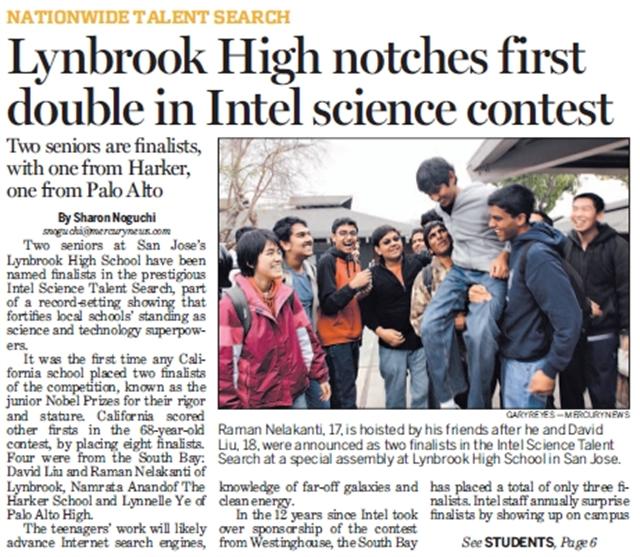 NATIONWIDE TALENT SEARCH
Lynbrook High notches first
double in Intel science contest
Two seniors are finalists,
with one from Harker,
one from Palo Alto
By Sharon Noguchi
snoguchi@mercurynews.com
Two seniors at San Jose's
Lynbrook High School have been
named finalists in the prestigious
Intel Science Talent Search, part
of a record-setting showing that
fortifies local schools' standing as
science and technology superpow-
ers.
It was the first time any Cali-
fornia school placed two finalists
of the competition, known as the
junior Nobel Prizes for their rigor
and stature. California scored
other firsts in the 68-year-old
contest, by placing eight finalists.
Four were from the South Bay:
David Liu and Raman Nelakanti of
Lynbrook, Namrata Anandof The
Harker School and Lynnelle Ye of
Palo Alto High.
The teenagers' work will likely
advance Internet search engines,
GARY REYES — MERCURY NEWS
Raman Nelakanti, 17, is hoisted by his friends after he and David
Liu, 18, were announced as two finalists in the Intel Science Talent
Search at a special assembly at Lynbrook High School in San Jose.
knowledge of far-off galaxies and
clean energy.
In the 12 years since Intel took
over sponsorship of the contest
from Westinghouse, the South Bay
has placed a total of only three fi-
nalists. Intel staff annually surprise
finalists by showing up on campus
See STUDENTS, Page 6